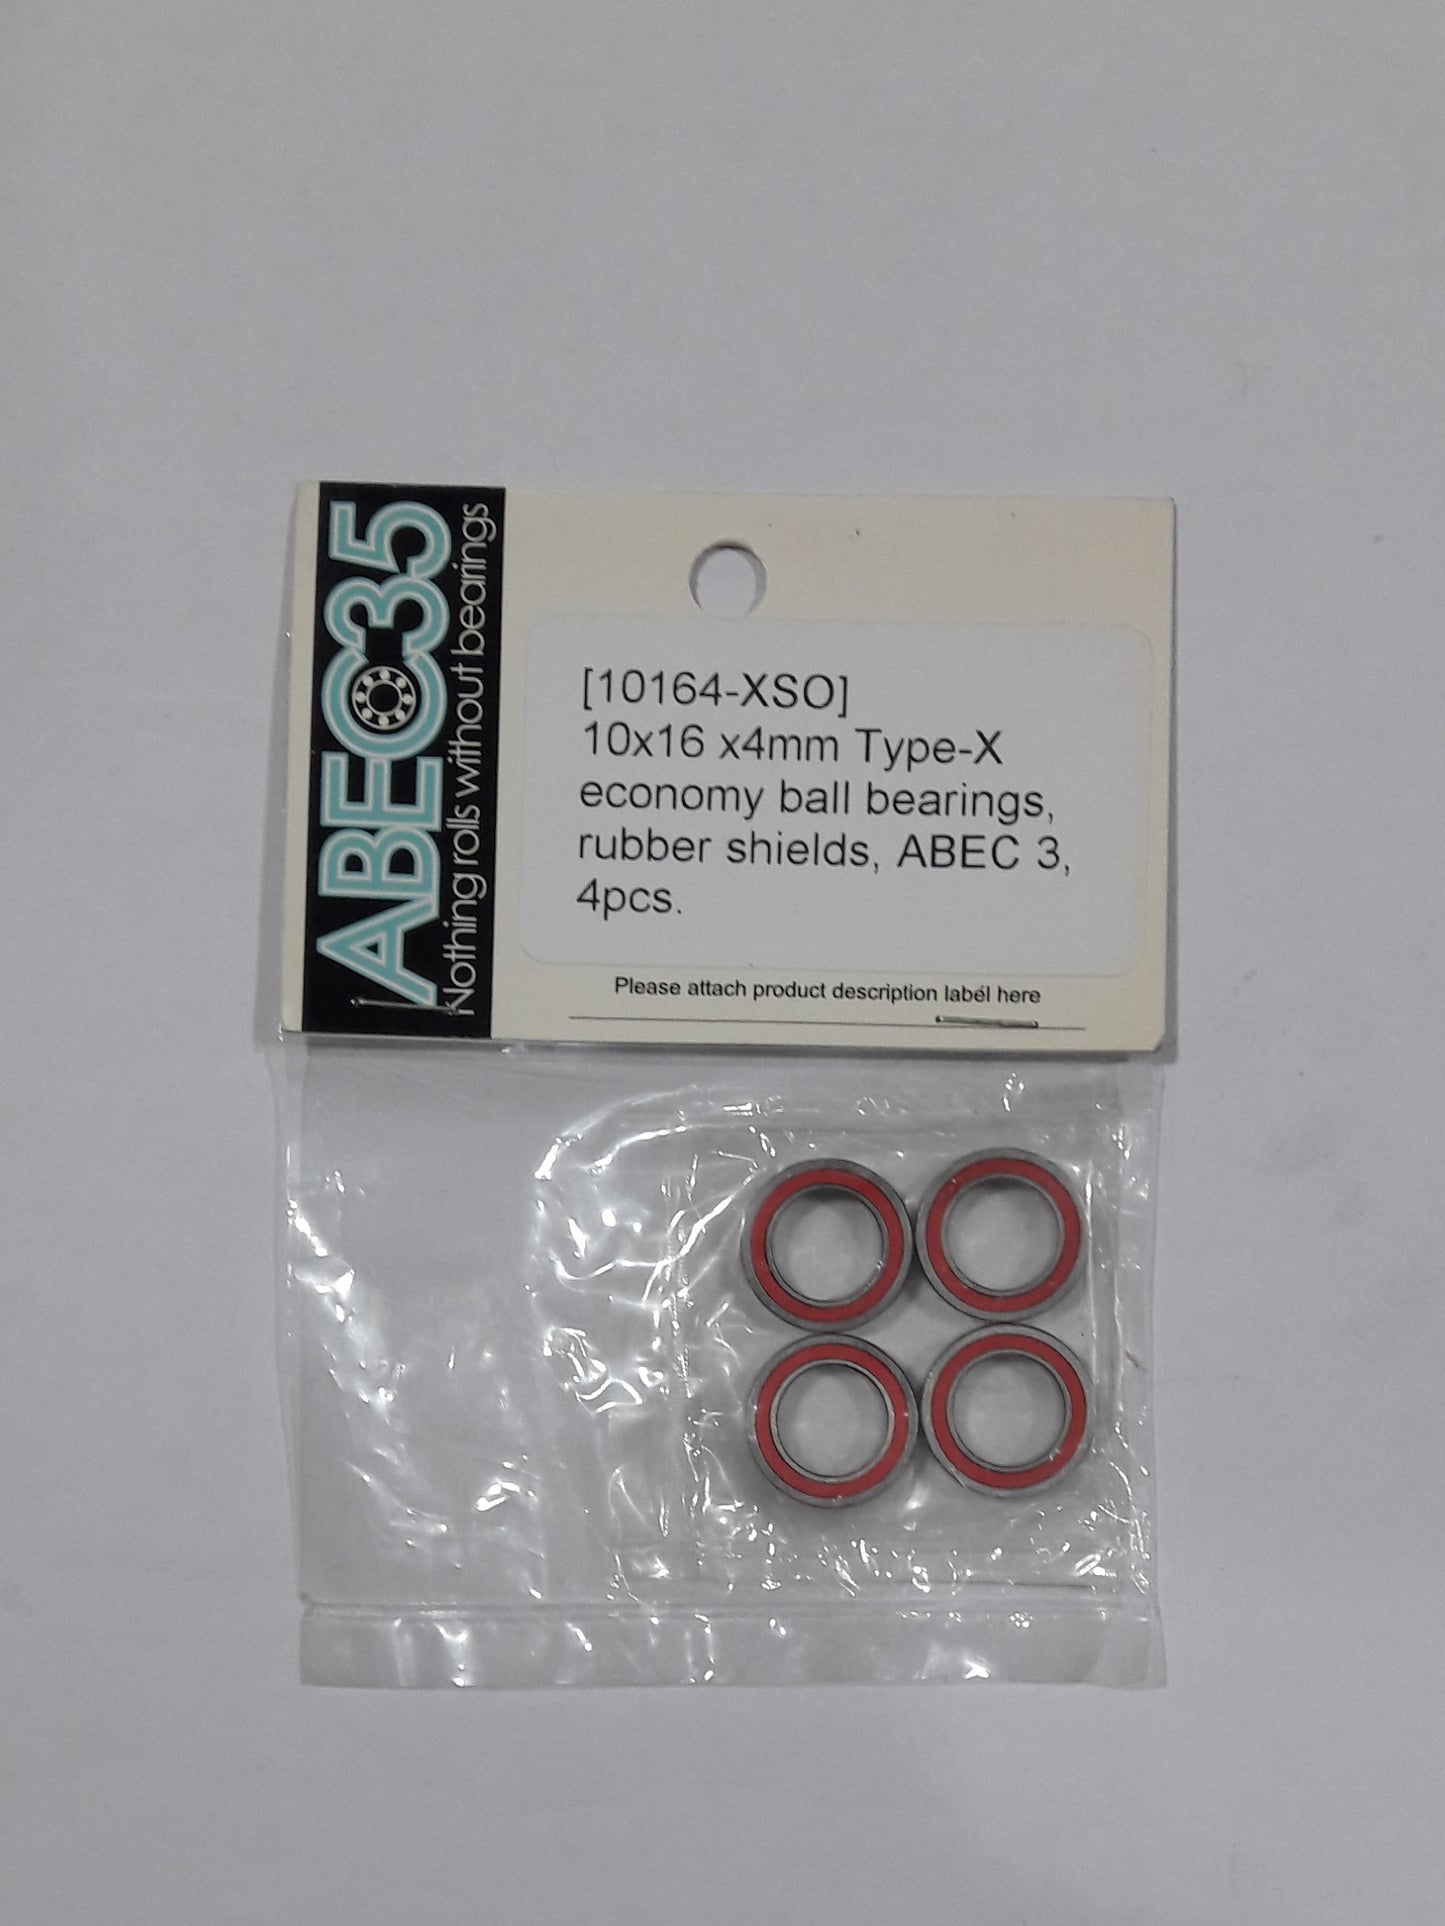 ABEC35
Nothing rolls without bearings
[10164-XSO]
10x16 x4mm Type-X
economy ball bearings,
rubber shields, ABEC 3,
4pcs.
Please attach product description label here